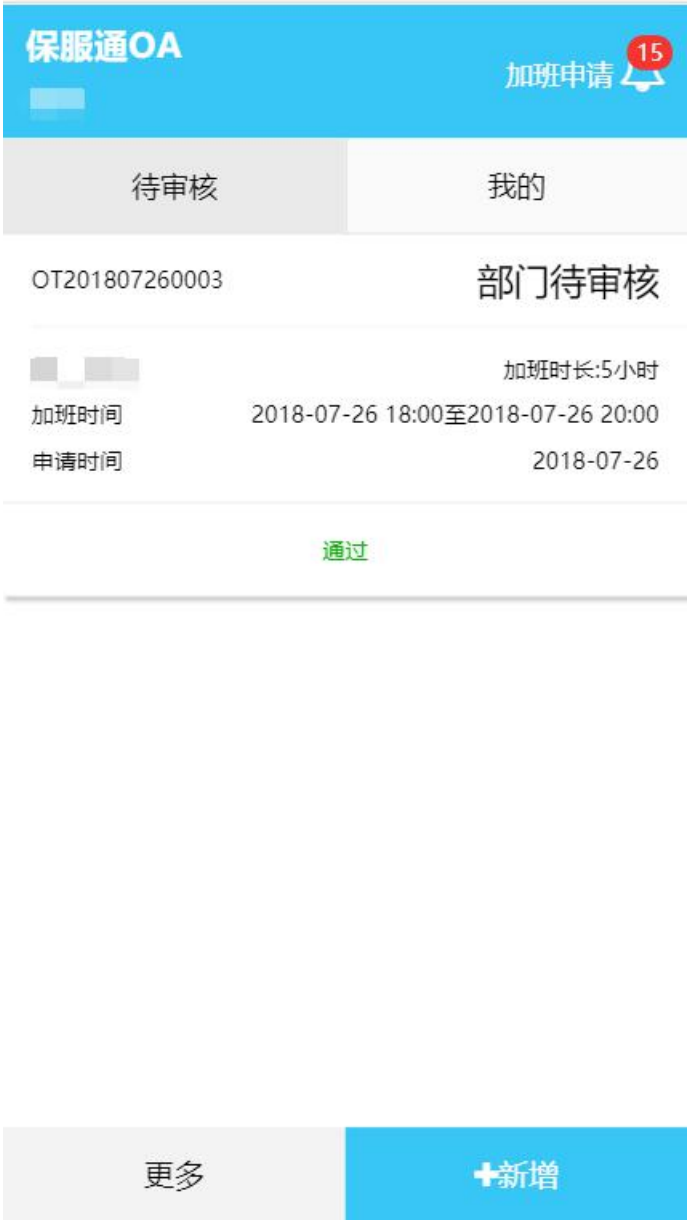 保服通OA
加班申请 15
待审核 我的
OT201807260003 部门待审核
加班时长:5小时
加班时间 2018-07-26 18:00至2018-07-26 20:00
申请时间 2018-07-26
通过
更多 +新增